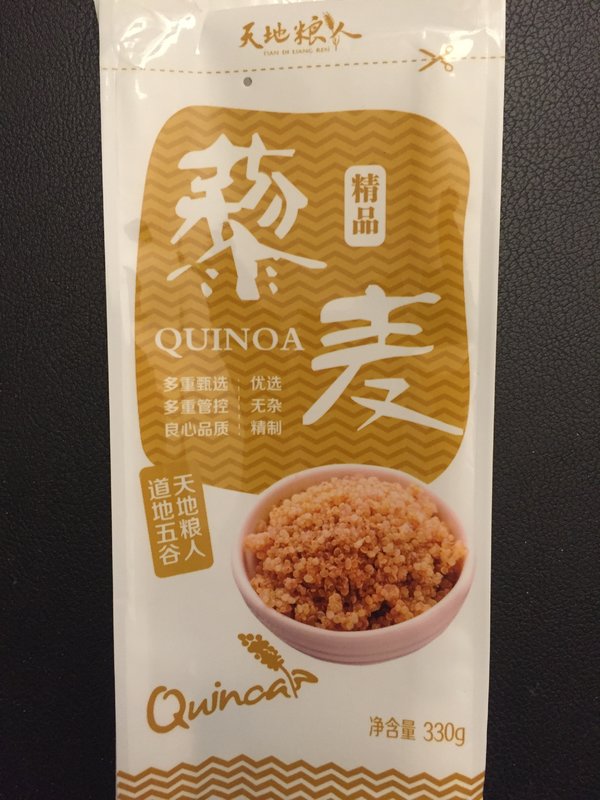 天地粮人
TIAN DI LIANG REN
藜麦
精品
QUINOA
多重甄选 优选
多重管控 无杂
良心品质 精制
天地粮人
道地五谷
Quinoa
净含量 330g